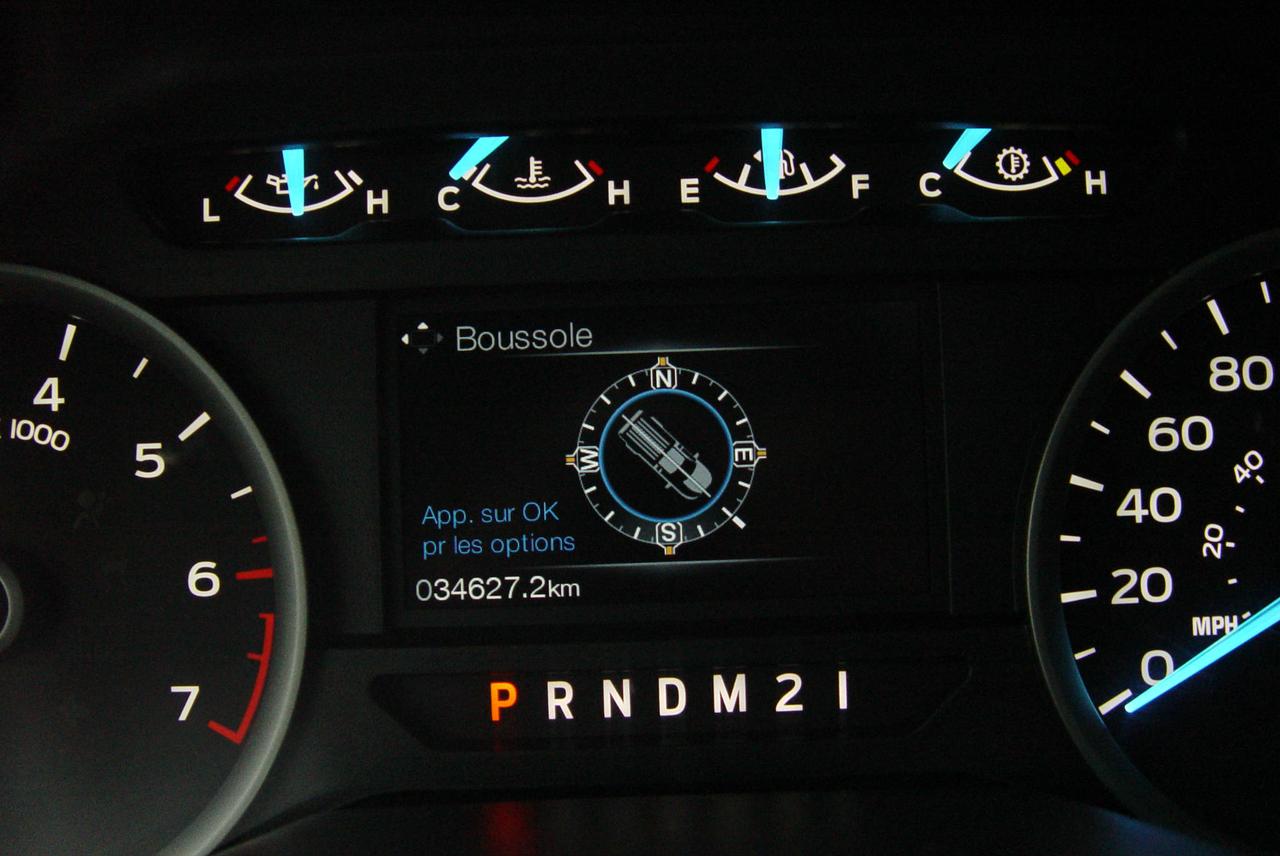 L H C H E F C H
Boussole
N
W E
S
App. sur OK
pr les options
034627.2km
P R N D M 2 1
4
1000
5
6
7
80
60
40
20
0
40
20
MPH